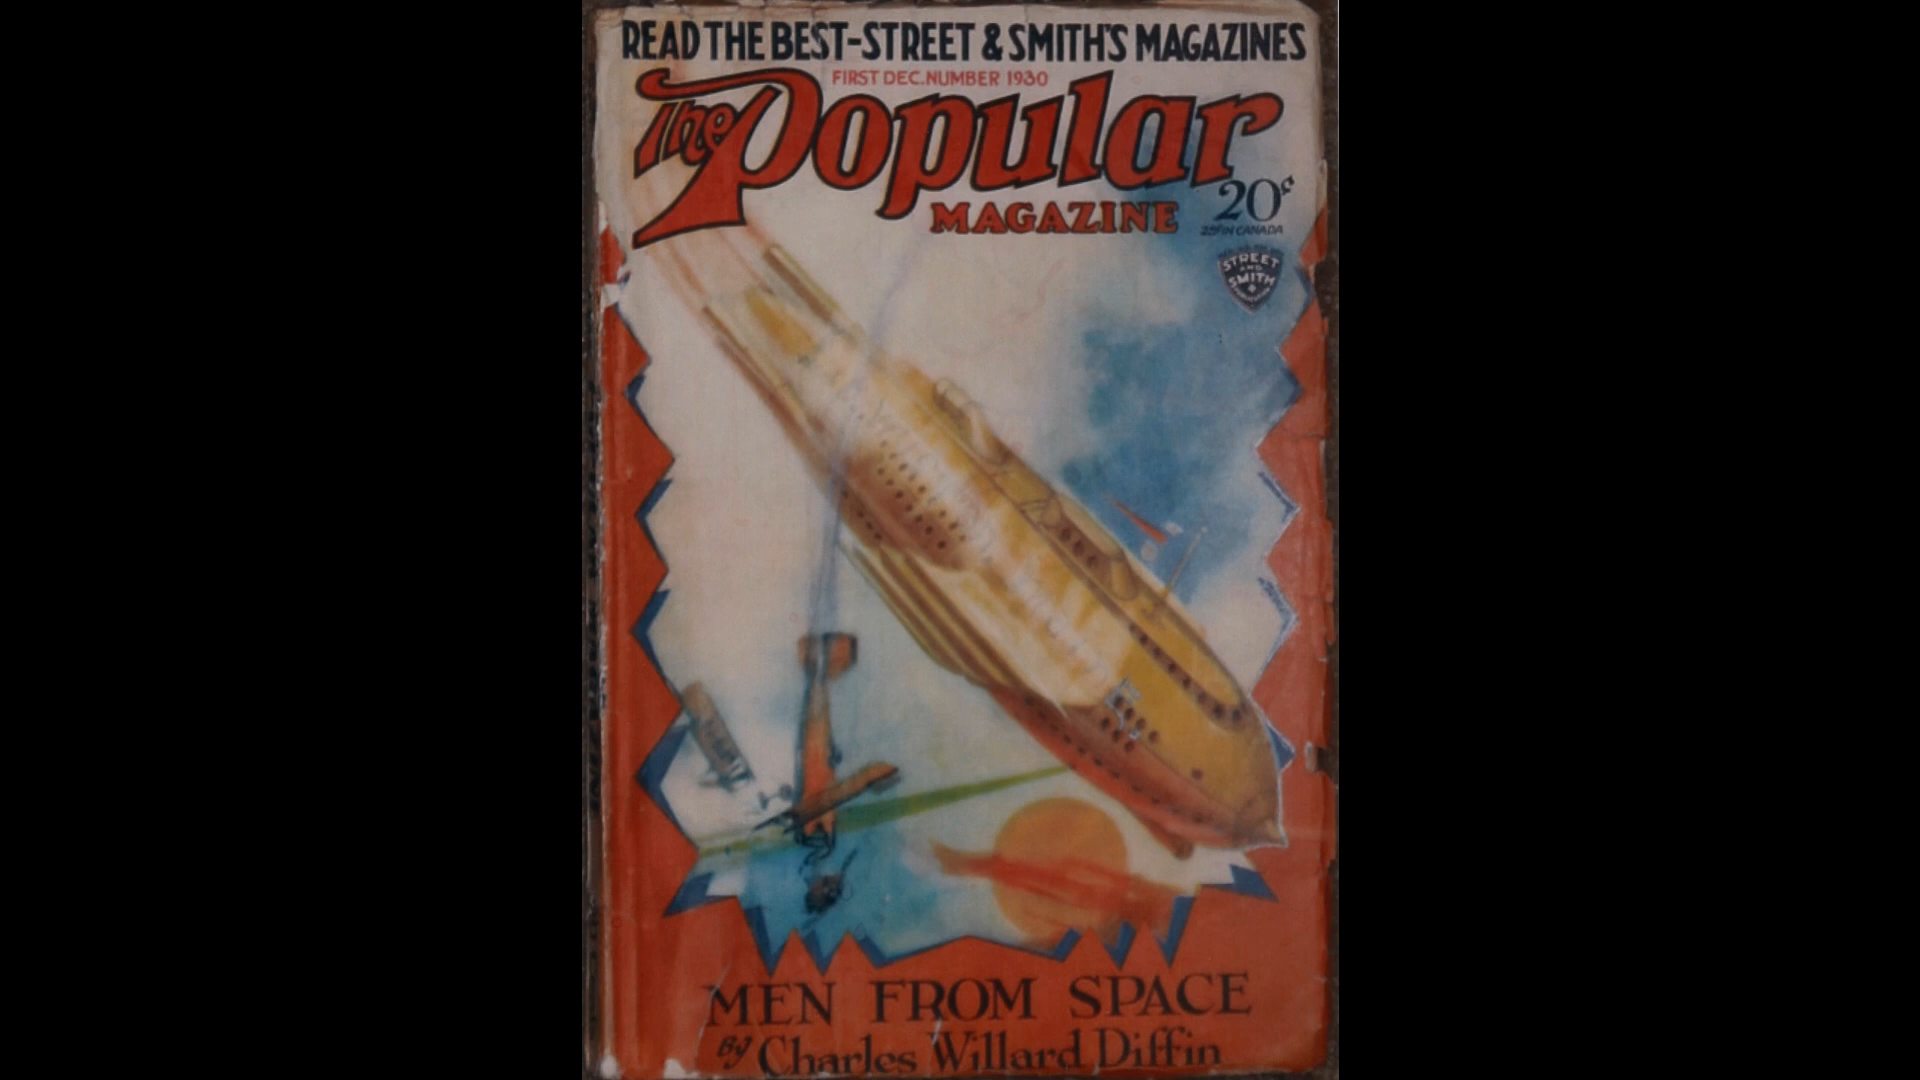 READ THE BEST-STREET & SMITH'S MAGAZINES
FIRST DEC. NUMBER 1930
The Popular
MAGAZINE
20¢
25¢ IN CANADA
STREET
AND
SMITH
MEN FROM SPACE
By Charles Willard Diffin